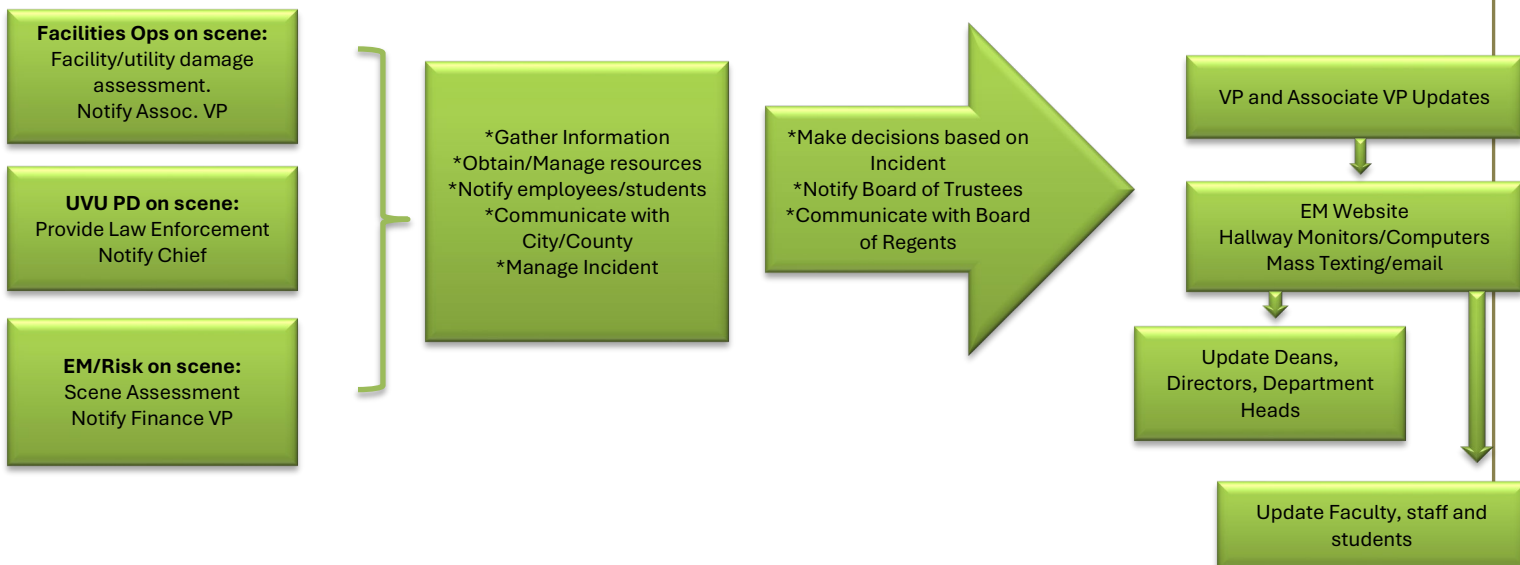 Facilities Ops on scene:
Facility/utility damage
assessment.
Notify Assoc. VP
UVU PD on scene:
Provide Law Enforcement
Notify Chief
EM/Risk on scene:
Scene Assessment
Notify Finance VP
*Gather Information
*Obtain/Manage resources
*Notify employees/students
*Communicate with
City/County
*Manage Incident
*Make decisions based on
Incident
*Notify Board of Trustees
*Communicate with Board
of Regents
VP and Associate VP Updates
EM Website
Hallway Monitors/Computers
Mass Texting/email
Update Deans,
Directors, Department
Heads
Update Faculty, staff and
students